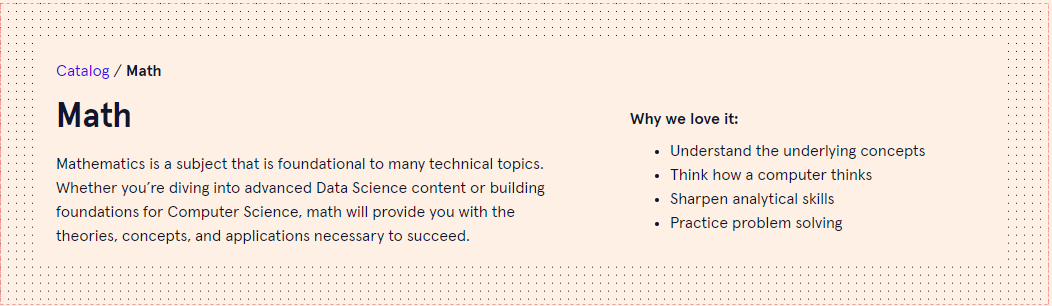 Catalog / Math
Math
Mathematics is a subject that is foundational to many technical topics.
Whether you’re diving into advanced Data Science content or building
foundations for Computer Science, math will provide you with the
theories, concepts, and applications necessary to succeed.
Why we love it:
• Understand the underlying concepts
• Think how a computer thinks
• Sharpen analytical skills
• Practice problem solving